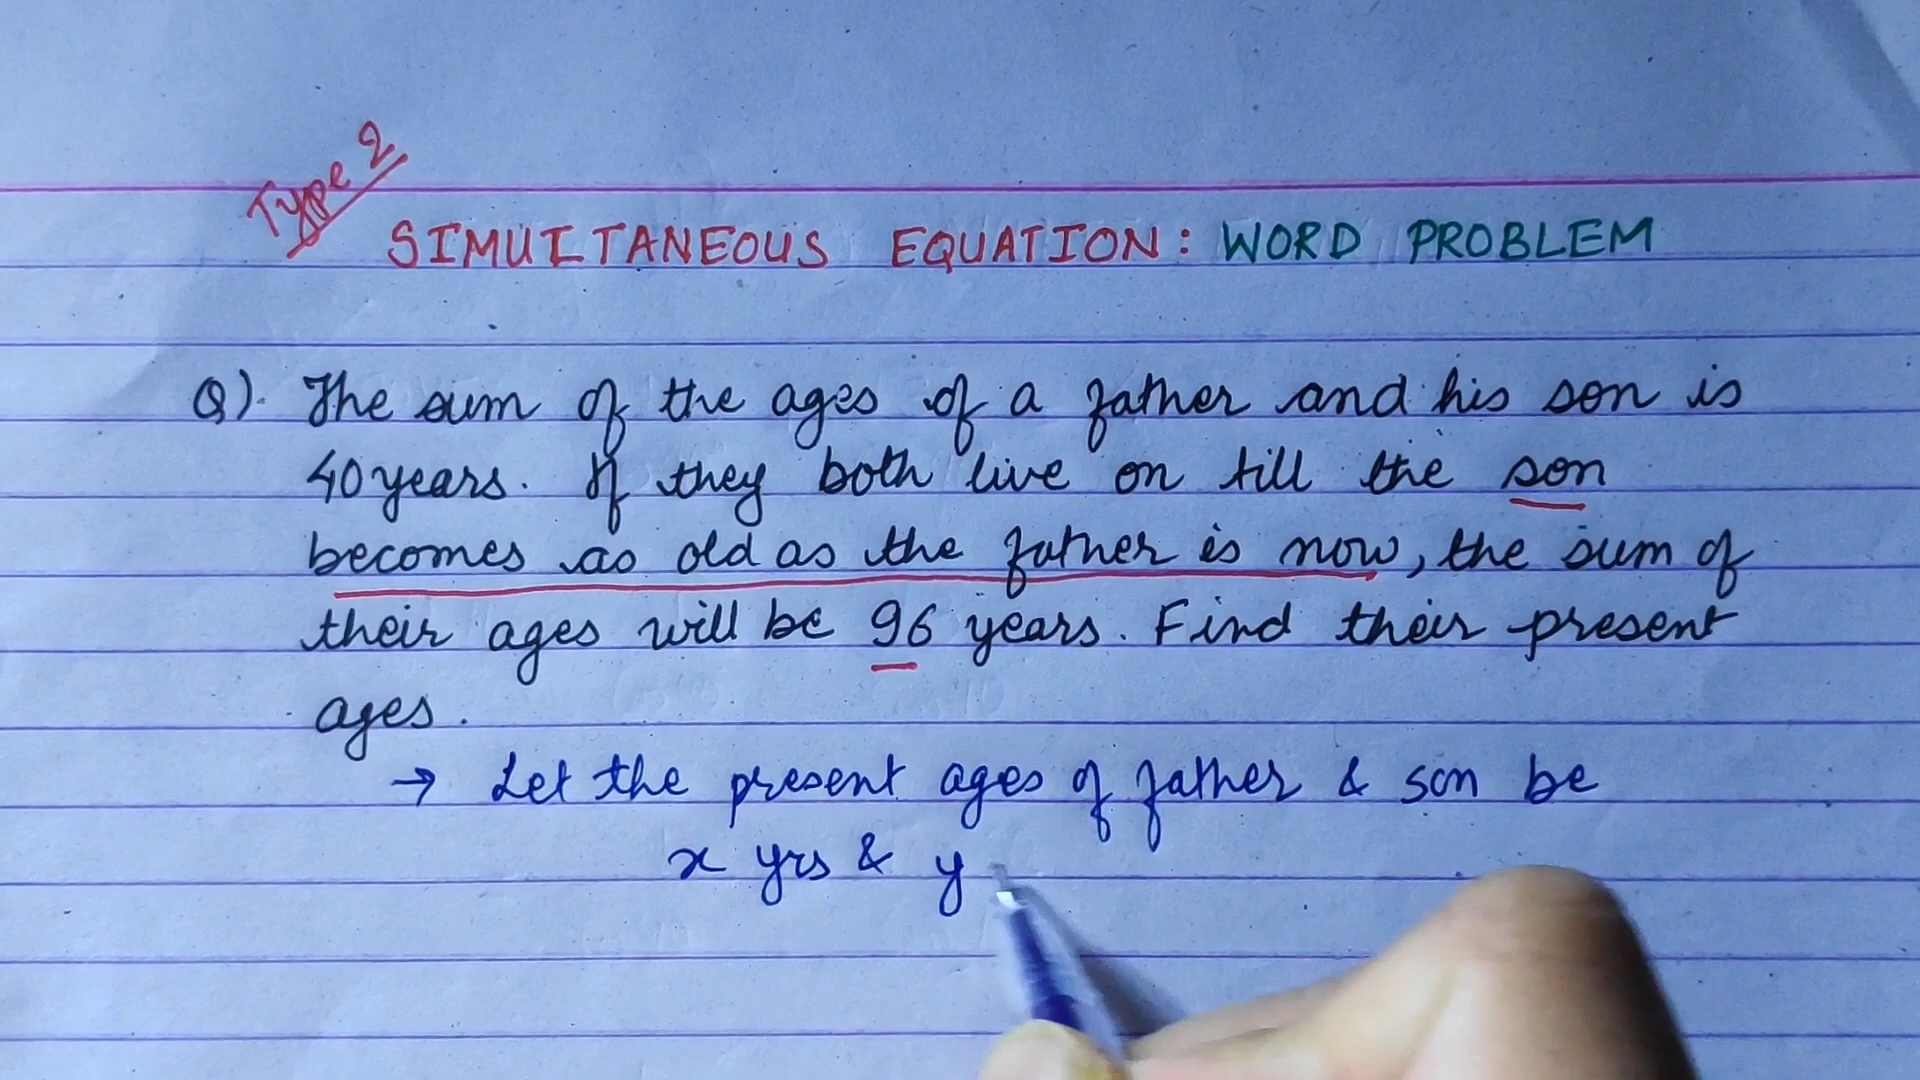 Type 2
SIMULTANEOUS EQUATION: WORD PROBLEM
Q). The sum of the ages of a father and his son is
40 years. If they both live on till the son
becomes as old as the father is now, the sum of
their ages will be 96 years. Find their present
ages.
→ Let the present ages of father & son be
x yrs & y